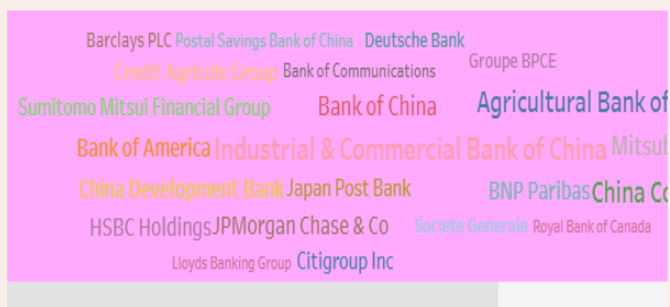 Barclays PLC Postal Savings Bank of China Deutsche Bank
Groupe BPCE
Credit Agricole Group Bank of Communications
Sumitomo Mitsui Financial Group Bank of China Agricultural Bank of
Bank of America Industrial & Commercial Bank of China
China Development Bank Japan Post Bank BNP Paribas China
HSBC Holdings JPMorgan Chase & Co Societe Generale Royal Bank of Canada
Lloyds Banking Group Citigroup Inc